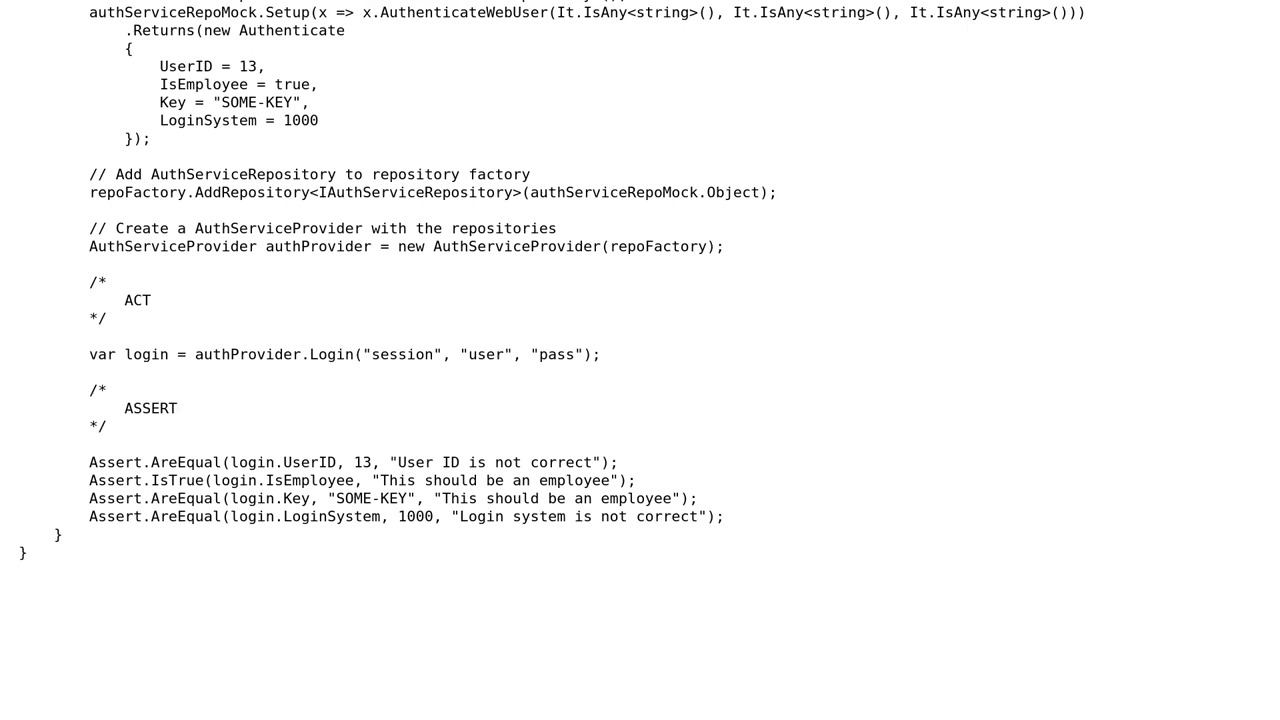 authServiceRepoMock.Setup(x => x.AuthenticateWebUser(It.IsAny<string>(), It.IsAny<string>(), It.IsAny<string>()))
.Returns(new Authenticate
{
UserID = 13,
IsEmployee = true,
Key = "SOME-KEY",
LoginSystem = 1000
});
// Add AuthServiceRepository to repository factory
repoFactory.AddRepository<IAuthServiceRepository>(authServiceRepoMock.Object);
// Create a AuthServiceProvider with the repositories
AuthServiceProvider authProvider = new AuthServiceProvider(repoFactory);
/*
ACT
*/
var login = authProvider.Login("session", "user", "pass");
/*
ASSERT
*/
Assert.AreEqual(login.UserID, 13, "User ID is not correct");
Assert.IsTrue(login.IsEmployee, "This should be an employee");
Assert.AreEqual(login.Key, "SOME-KEY", "This should be an employee");
Assert.AreEqual(login.LoginSystem, 1000, "Login system is not correct");
}
}